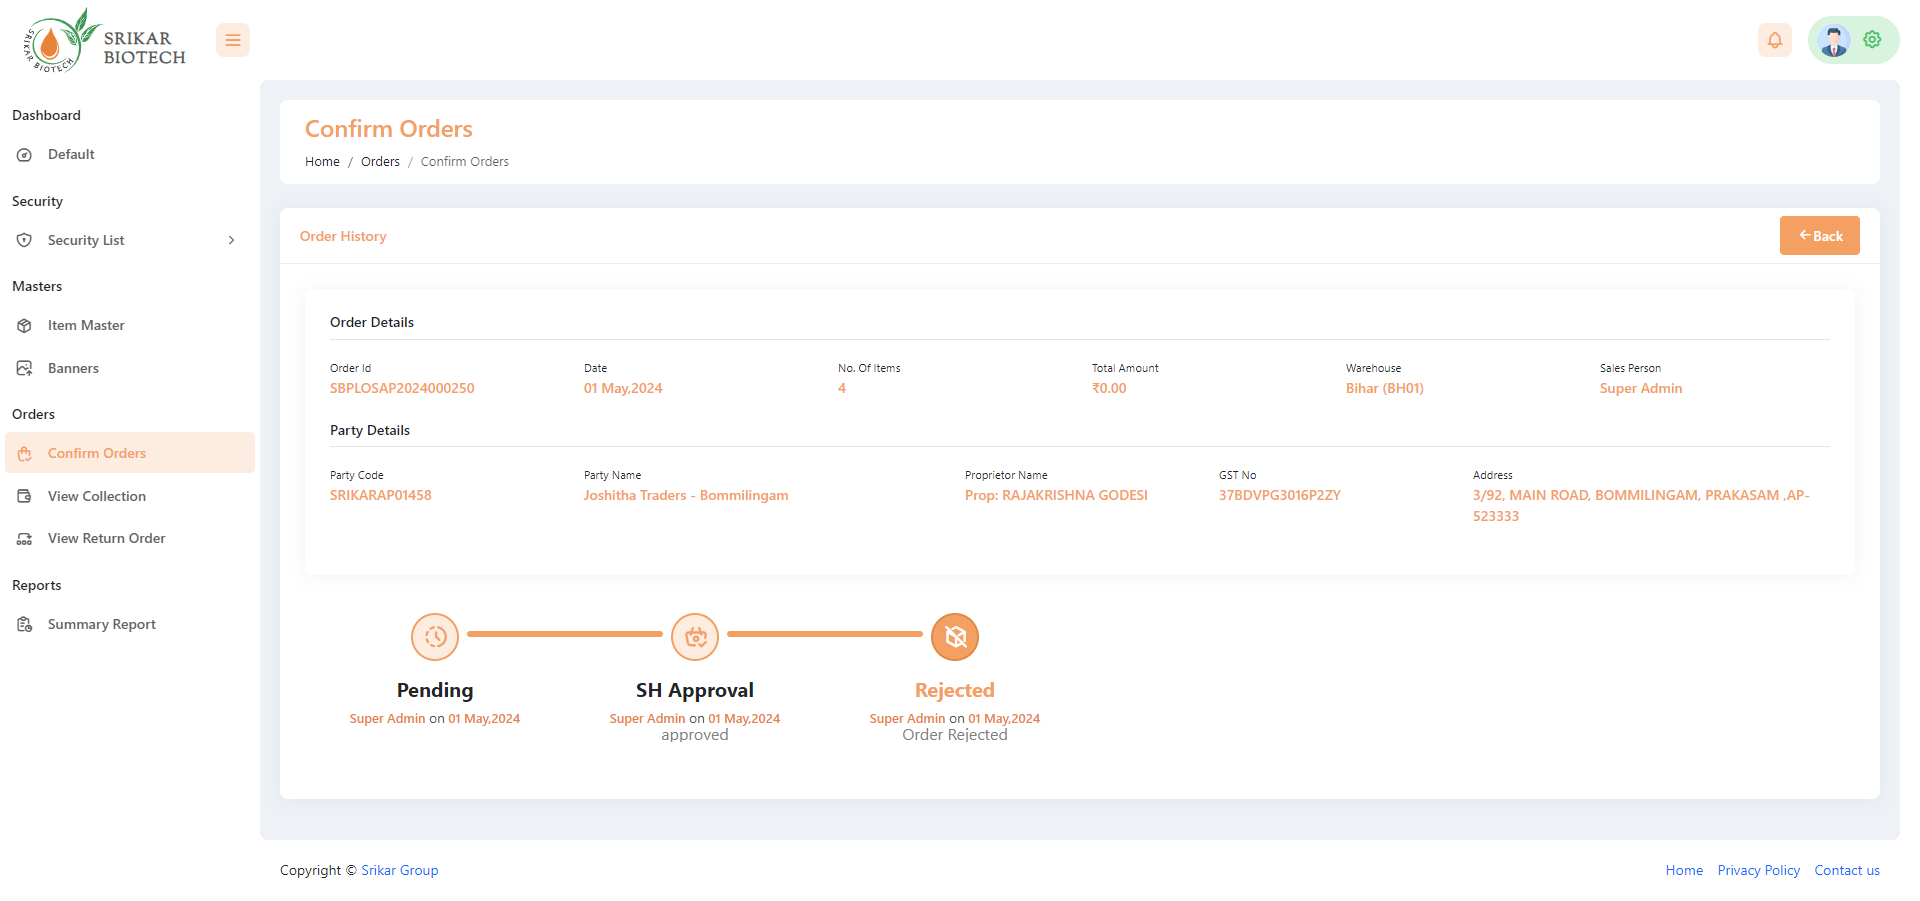 SRIKAR BIOTECH
SRIKAR
BIOTECH
Dashboard
Default
Security
Security List
Masters
Item Master
Banners
Orders
Confirm Orders
View Collection
View Return Order
Reports
Summary Report
Confirm Orders
Home / Orders / Confirm Orders
Order History
Back
Order Details
Order Id Date No. Of Items Total Amount Warehouse Sales Person
SBPLOSAP2024000250 01 May,2024 4 ₹0.00 Bihar (BH01) Super Admin
Party Details
Party Code Party Name Proprietor Name GST No Address
SRIKARAP01458 Joshitha Traders - Bommilingam Prop: RAJAKRISHNA GODESI 37BDVPG3016P2ZY 3/92, MAIN ROAD, BOMMILINGAM, PRAKASAM ,AP-
523333
Pending SH Approval Rejected
Super Admin on 01 May,2024 Super Admin on 01 May,2024 Super Admin on 01 May,2024
approved Order Rejected
Copyright © Srikar Group Home Privacy Policy Contact us